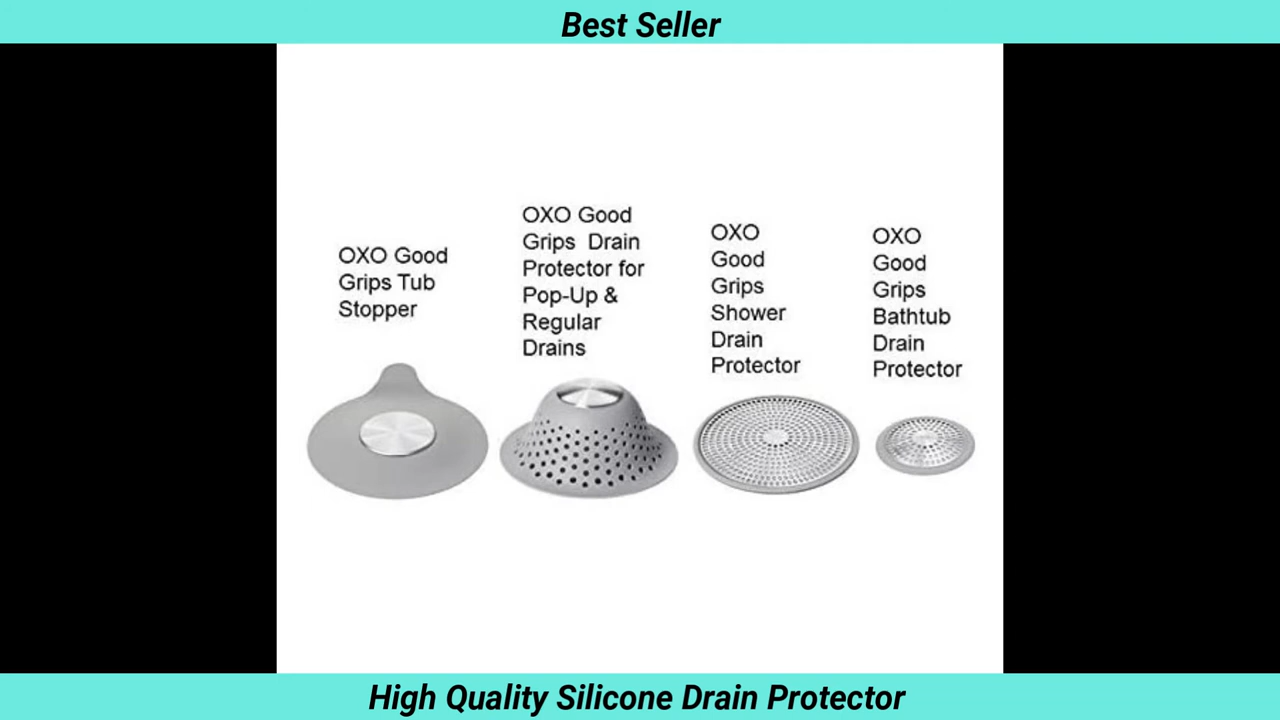 Best Seller
OXO Good
Grips Tub
Stopper
OXO Good
Grips  Drain
Protector for
Pop-Up &
Regular
Drains
OXO
Good
Grips
Shower
Drain
Protector
OXO
Good
Grips
Bathtub
Drain
Protector
High Quality Silicone Drain Protector